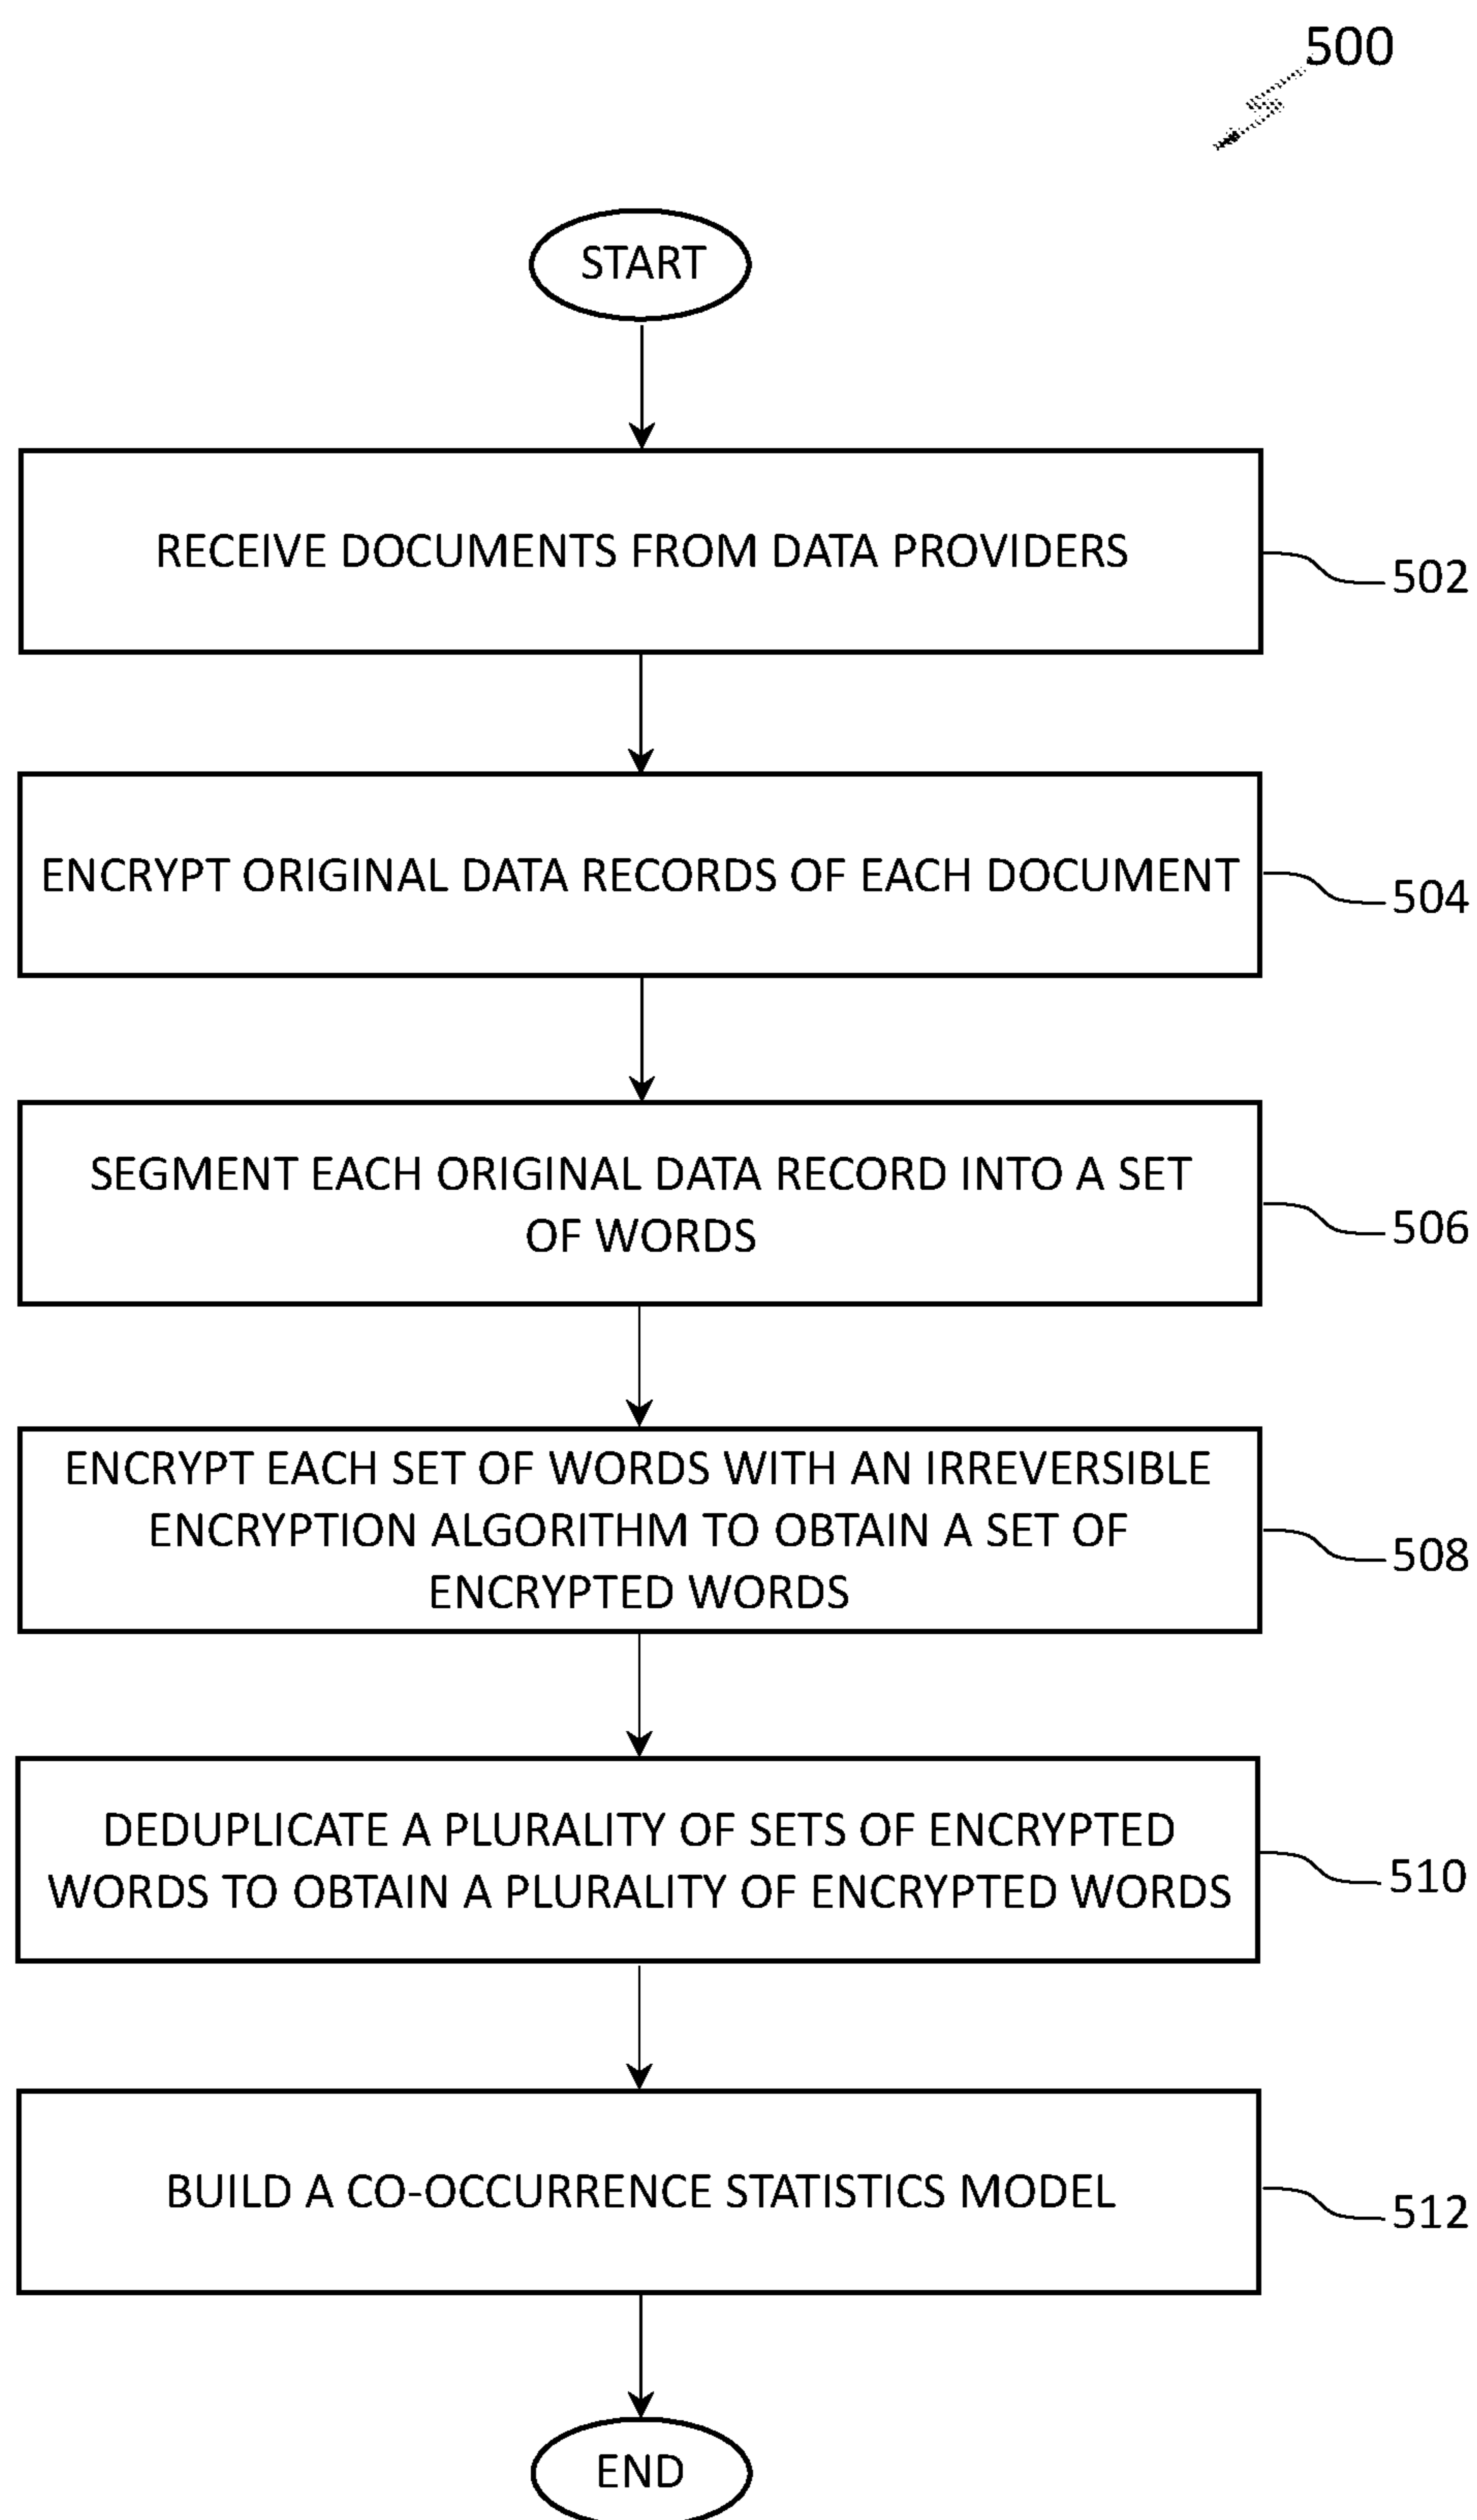 500
START
RECEIVE DOCUMENTS FROM DATA PROVIDERS
502
ENCRYPT ORIGINAL DATA RECORDS OF EACH DOCUMENT
504
SEGMENT EACH ORIGINAL DATA RECORD INTO A SET
OF WORDS
506
ENCRYPT EACH SET OF WORDS WITH AN IRREVERSIBLE
ENCRYPTION ALGORITHM TO OBTAIN A SET OF
ENCRYPTED WORDS
508
DEDUPLICATE A PLURALITY OF SETS OF ENCRYPTED
WORDS TO OBTAIN A PLURALITY OF ENCRYPTED WORDS
510
BUILD A CO-OCCURRENCE STATISTICS MODEL
512
END